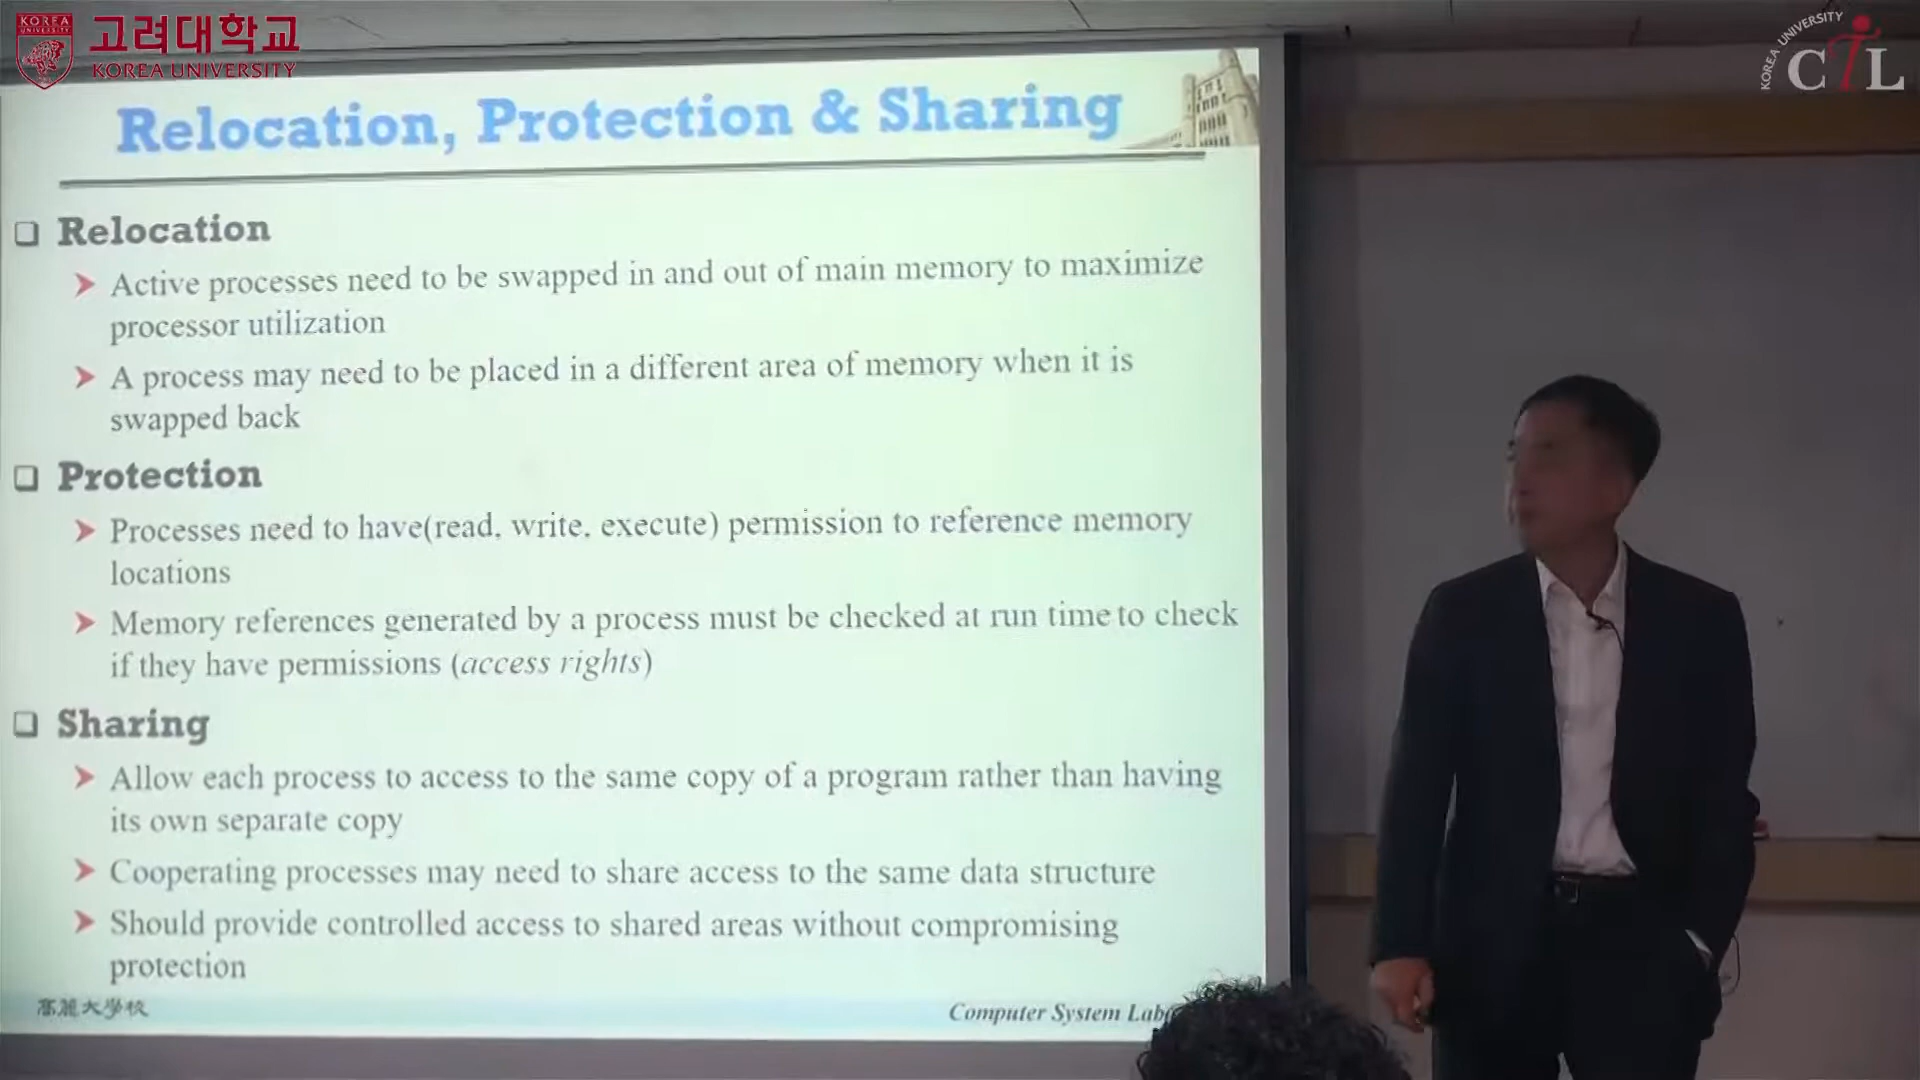 고려대학교
KOREA UNIVERSITY
KOREA UNIVERSITY
KOREA UNIVERSITY
CTL
Relocation, Protection & Sharing
Relocation
Active processes need to be swapped in and out of main memory to maximize
processor utilization
A process may need to be placed in a different area of memory when it is
swapped back
Protection
Processes need to have(read, write, execute) permission to reference memory
locations
Memory references generated by a process must be checked at run time to check
if they have permissions (access rights)
Sharing
Allow each process to access to the same copy of a program rather than having
its own separate copy
Cooperating processes may need to share access to the same data structure
Should provide controlled access to shared areas without compromising
protection
高麗大學校
Computer System Lab